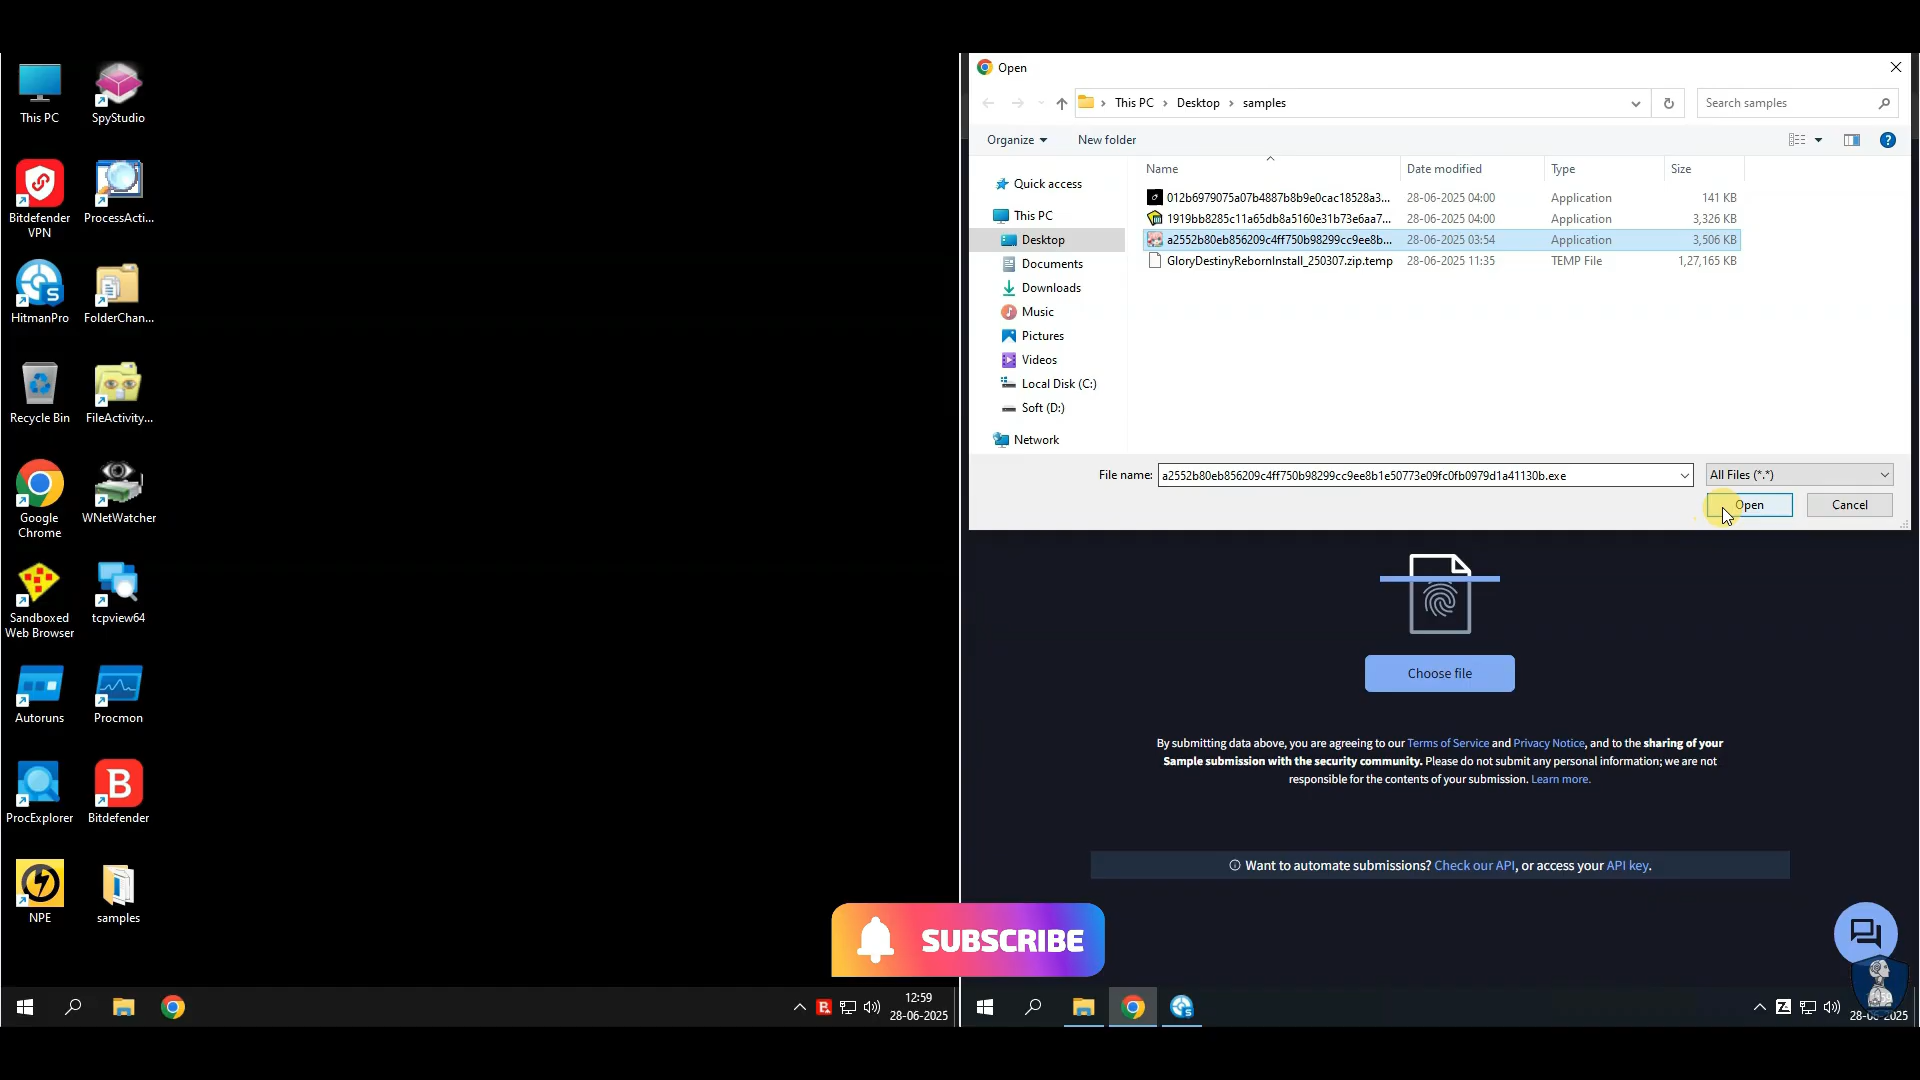 This PC
SpyStudio
Bitdefender
VPN
ProcessActi...
HitmanPro
FolderChan...
Recycle Bin
FileActivity...
Google
Chrome
WNetWatcher
Sandboxed
Web Browser
tcpview64
Autoruns
Procmon
ProcExplorer
Bitdefender
NPE
samples
12:59
28-06-2025
Open
This PC > Desktop > samples
Search samples
Organize
New folder
Name
Date modified
Type
Size
Quick access
This PC
Desktop
Documents
Downloads
Music
Pictures
Videos
Local Disk (C:)
Soft (D:)
Network
012b6979075a07b4887b8b9e0cac18528a3... 28-06-2025 04:00 Application 141 KB
1919bb8285c11a65db8a5160e31b73e6aa7... 28-06-2025 04:00 Application 3,326 KB
a2552b80eb856209c4ff750b98299cc9ee8b... 28-06-2025 03:54 Application 3,506 KB
GloryDestinyRebornInstall_250307.zip.temp 28-06-2025 11:35 TEMP File 1,27,165 KB
File name: a2552b80eb856209c4ff750b98299cc9ee8b1e50773e09fc0fb0979d1a41130b.exe
All Files (*.*)
Open
Cancel
Choose file
By submitting data above, you are agreeing to our Terms of Service and Privacy Notice, and to the sharing of your
Sample submission with the security community. Please do not submit any personal information; we are not
responsible for the contents of your submission. Learn more.
Want to automate submissions? Check our API, or access your API key.
SUBSCRIBE
28-06-2025